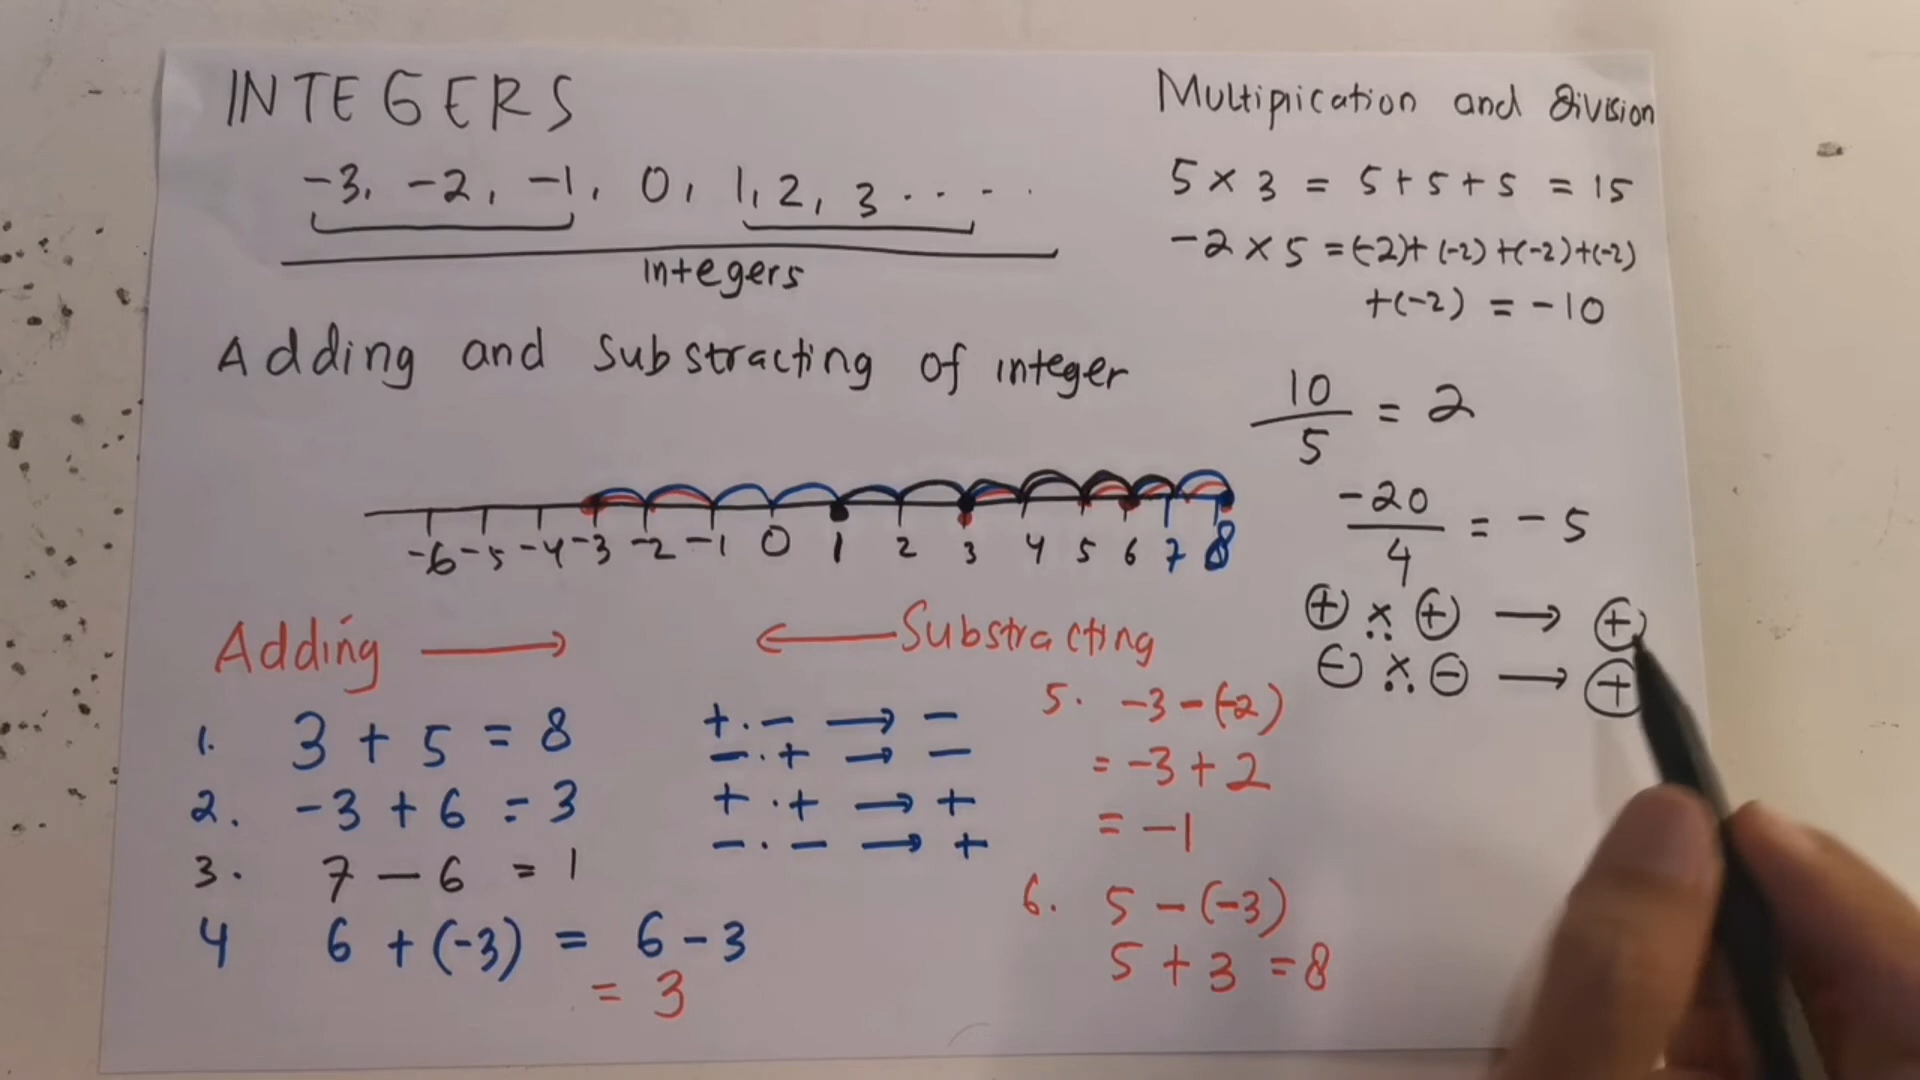 INTEGERS
-3, -2, -1, 0, 1, 2, 3 . . . - .
Integers
Adding and Substracting of integer
-6 -5 -4 -3 -2 -1 0 1 2 3 4 5 6 7 8
Adding ⟶
⟵ Substracting
1. 3 + 5 = 8
2. -3 + 6 = 3
3. 7 - 6 = 1
4 6 + (-3) = 6 - 3
= 3
+ . - ⟶ -
- . + ⟶ -
+ . + ⟶ +
- . - ⟶ +
5. -3 - (-2)
= -3 + 2
= -1
6. 5 - (-3)
5 + 3 = 8
Multiplication and Division
5 × 3 = 5 + 5 + 5 = 15
-2 × 5 = (-2) + (-2) + (-2) + (-2)
+ (-2) = -10
10
5
= 2
-20
4
= -5
⊕ × ⊕ ⟶ ⊕
⊖ × ⊖ ⟶ ⊕